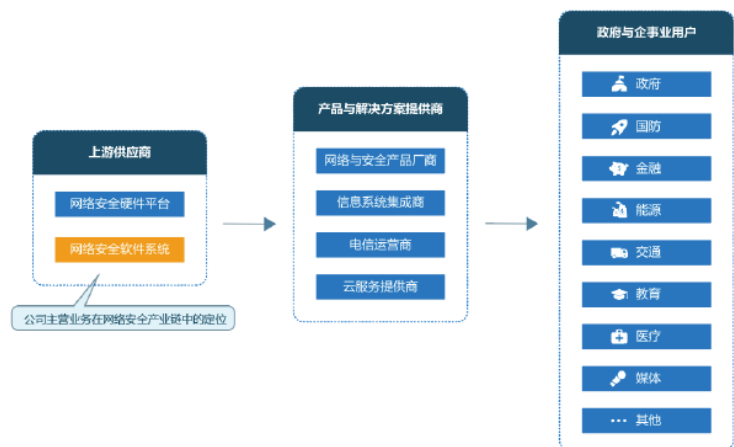 上游供应商
网络安全硬件平台
网络安全软件系统
公司主营业务在网络安全产业链中的定位
产品与解决方案提供商
网络与安全产品厂商
信息系统集成商
电信运营商
云服务提供商
政府与企事业用户
政府
国防
金融
能源
交通
教育
医疗
媒体
其他